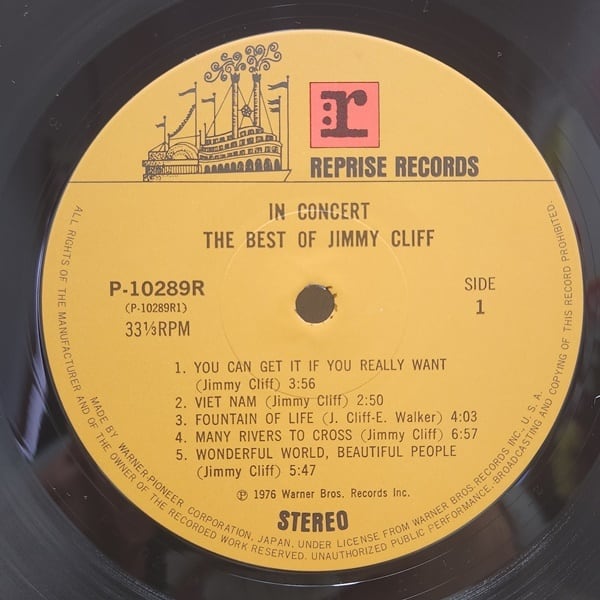 r
REPRISE RECORDS
IN CONCERT
THE BEST OF JIMMY CLIFF
P-10289R
(P-10289R1)
33⅓RPM
SIDE
1
1. YOU CAN GET IT IF YOU REALLY WANT
(Jimmy Cliff) 3:56
2. VIET NAM (Jimmy Cliff) 2:50
3. FOUNTAIN OF LIFE (J. Cliff-E. Walker) 4:03
4. MANY RIVERS TO CROSS (Jimmy Cliff) 6:57
5. WONDERFUL WORLD, BEAUTIFUL PEOPLE
(Jimmy Cliff) 5:47
℗ 1976 Warner Bros. Records Inc.
STEREO
ALL RIGHTS OF THE MANUFACTURER AND OF THE OWNER OF THE RECORDED WORK RESERVED. UNAUTHORIZED PUBLIC PERFORMANCE, BROADCASTING AND COPYING OF THIS RECORD PROHIBITED.
MADE BY WARNER-PIONEER CORPORATION, JAPAN, UNDER LICENSE FROM WARNER BROS. RECORDS INC., U.S.A.